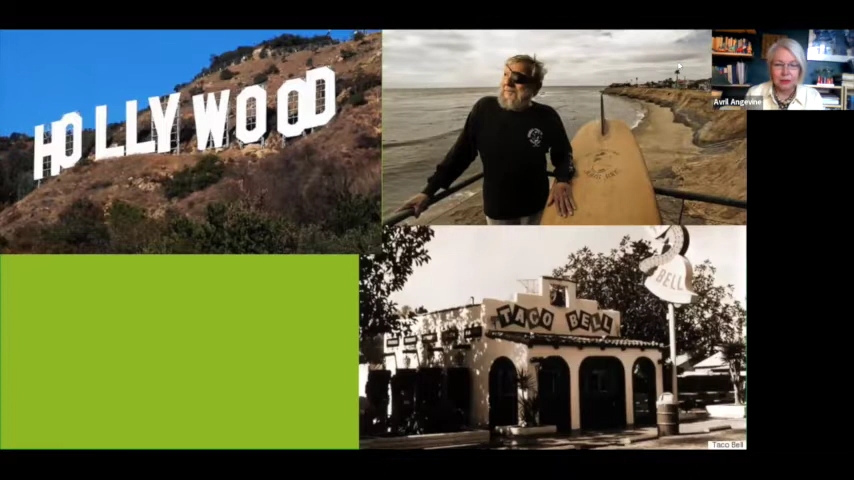 HOLLYWOOD
Avril Angevine
TACO BELL
BELL
Taco Bell